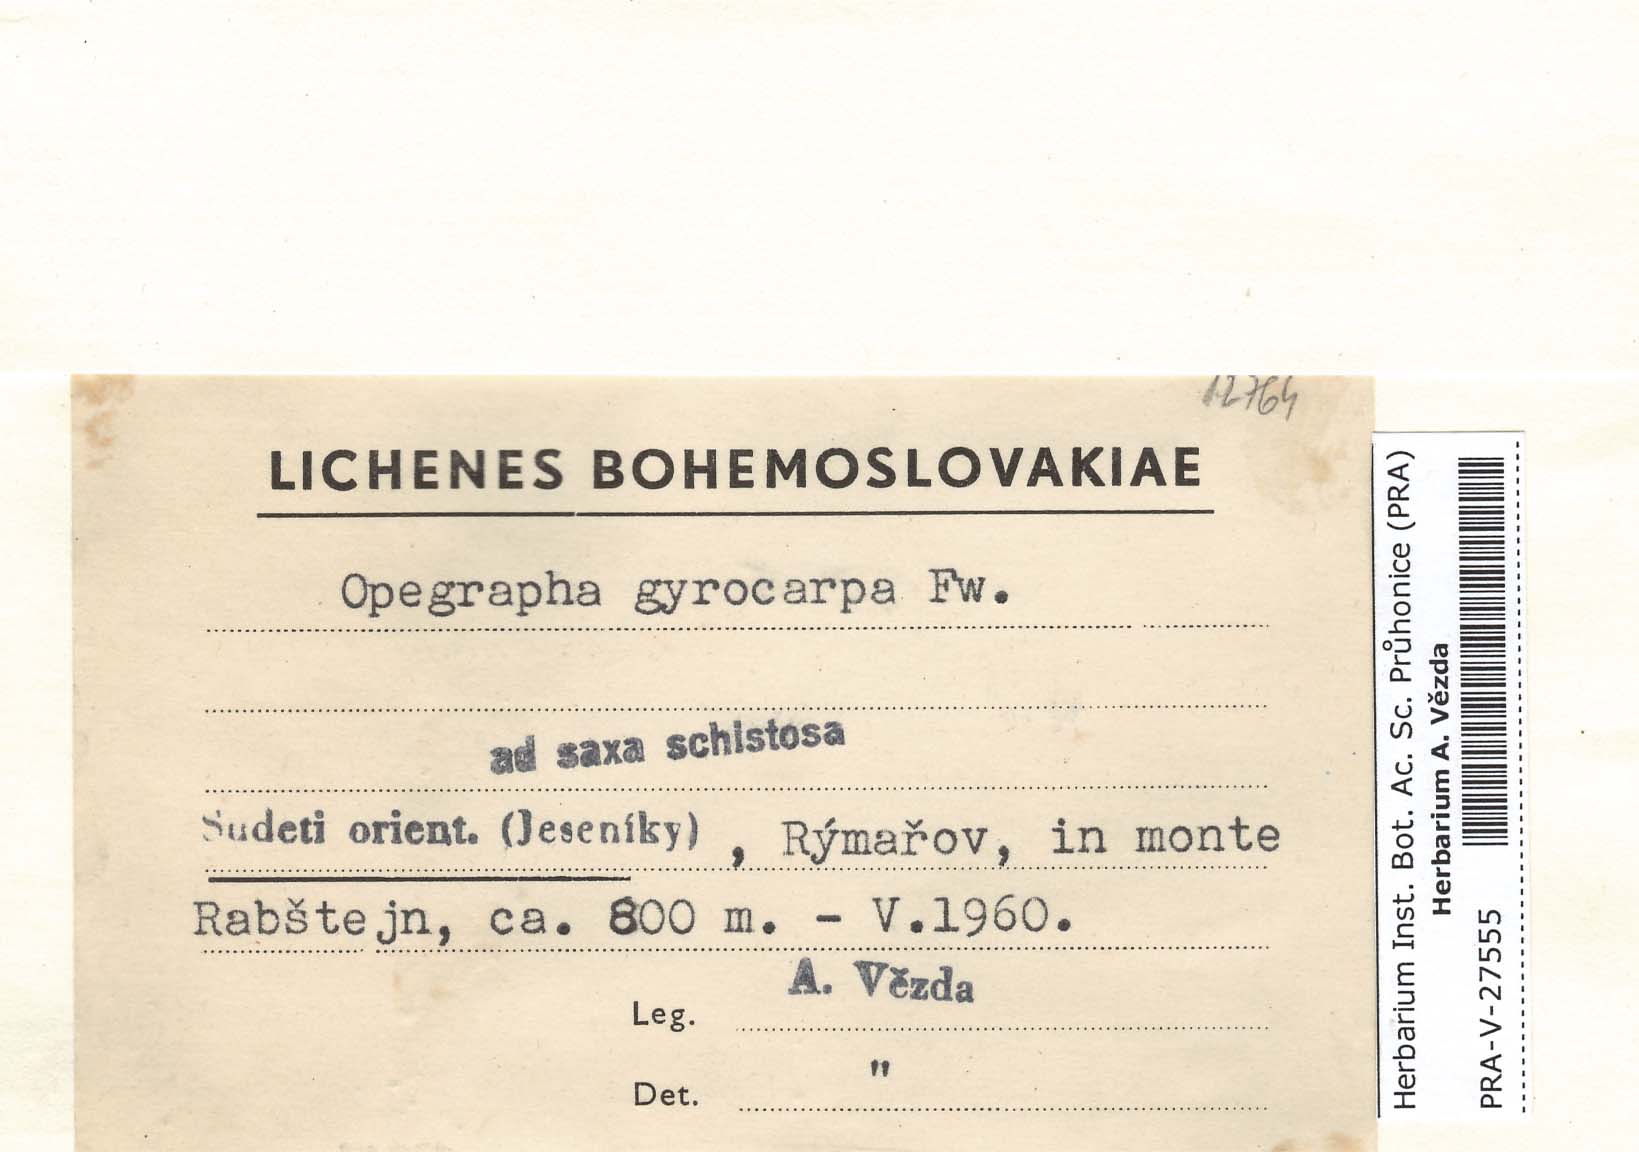 12764
LICHENES BOHEMOSLOVAKIAE
Opegrapha gyrocarpa Fw.
ad saxa schistosa
Sudeti orient. (Jeseníky), Rýmařov, in monte
Rabštejn, ca. 800 m. - V.1960.
A. Vězda
Leg.
"
Det.
Herbarium Inst. Bot. Ac. Sc. Průhonice (PRA)
Herbarium A. Vězda
PRA-V-27555